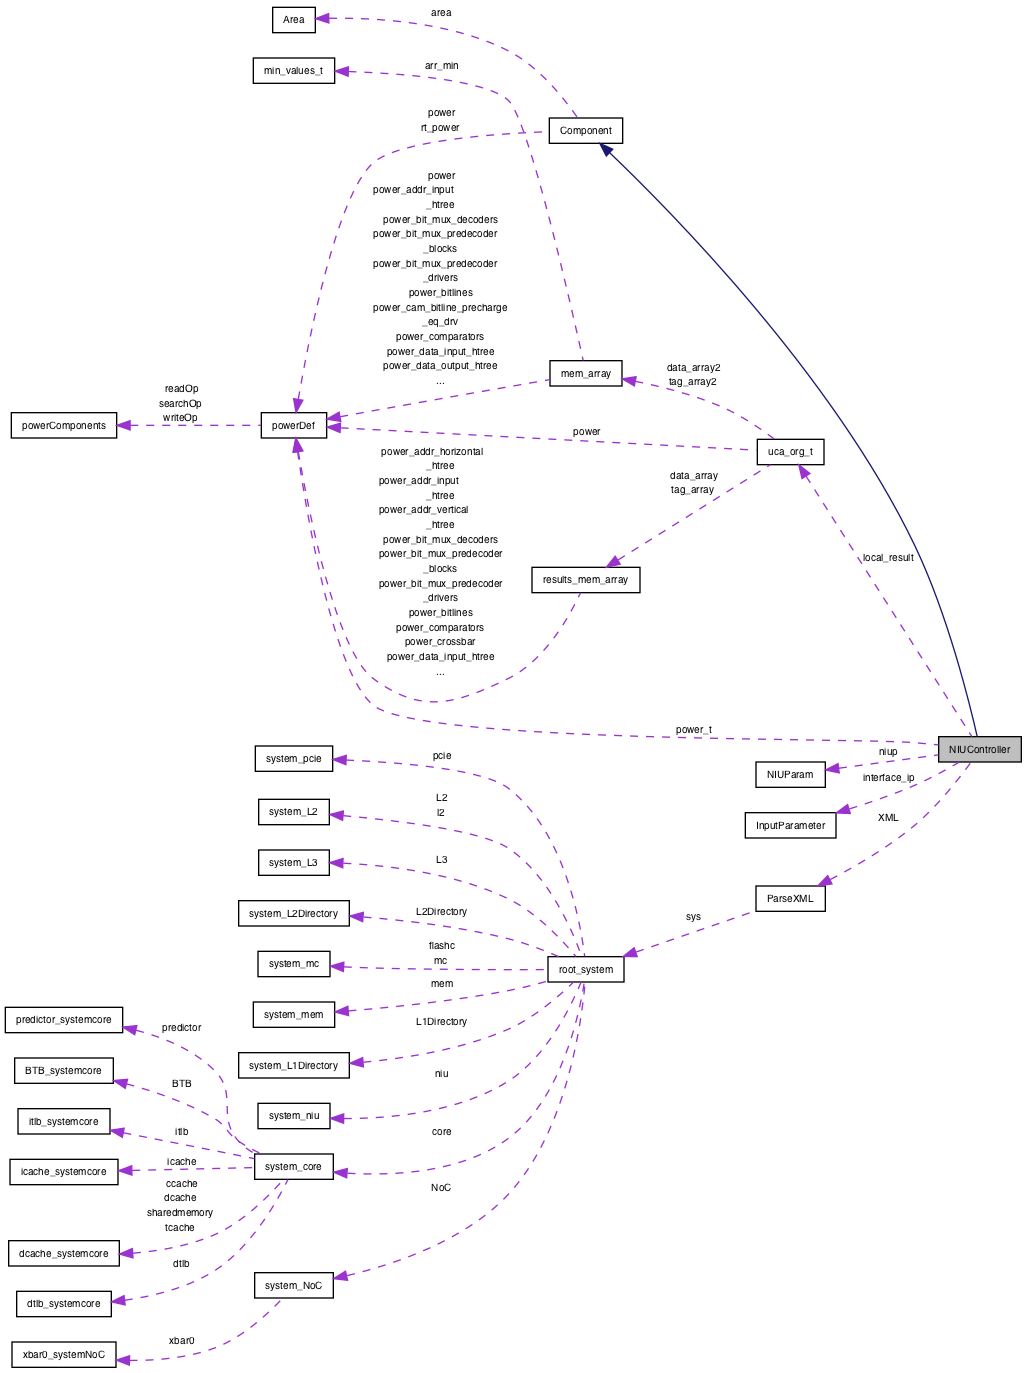 area
Area
arr_min
min_values_t
power
rt_power
Component
power
power_addr_input
_htree
power_bit_mux_decoders
power_bit_mux_predecoder
_blocks
power_bit_mux_predecoder
_drivers
power_bitlines
power_cam_bitline_precharge
_eq_drv
power_comparators
power_data_input_htree
power_data_output_htree
...
mem_array
data_array2
tag_array2
readOp
searchOp
writeOp
powerComponents
powerDef
power
uca_org_t
power_addr_horizontal
_htree
power_addr_input
_htree
power_addr_vertical
_htree
power_bit_mux_decoders
power_bit_mux_predecoder
_blocks
power_bit_mux_predecoder
_drivers
power_bitlines
power_comparators
power_crossbar
power_data_input_htree
...
data_array
tag_array
local_result
results_mem_array
power_t
NIUController
niup
NIUParam
interface_ip
InputParameter
XML
ParseXML
sys
root_system
pcie
system_pcie
L2
l2
system_L2
L3
system_L3
L2Directory
system_L2Directory
flashc
mc
system_mc
mem
system_mem
L1Directory
system_L1Directory
niu
system_niu
core
system_core
NoC
system_NoC
predictor
predictor_systemcore
BTB
BTB_systemcore
itlb
itlb_systemcore
icache
icache_systemcore
ccache
dcache
sharedmemory
tcache
dcache_systemcore
dtlb
dtlb_systemcore
xbar0
xbar0_systemNoC